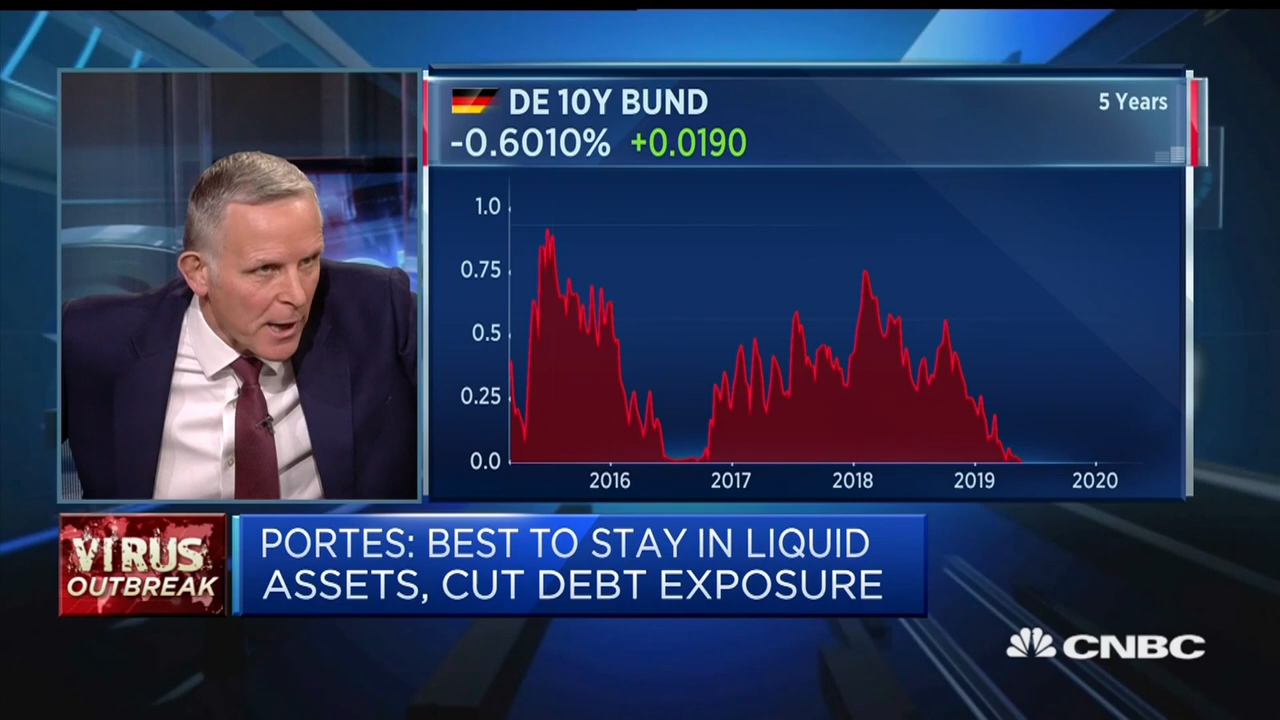 DE 10Y BUND
5 Years
-0.6010% +0.0190
1.0
0.75
0.5
0.25
0.0
2016 2017 2018 2019 2020
VIRUS
OUTBREAK
PORTES: BEST TO STAY IN LIQUID
ASSETS, CUT DEBT EXPOSURE
CNBC